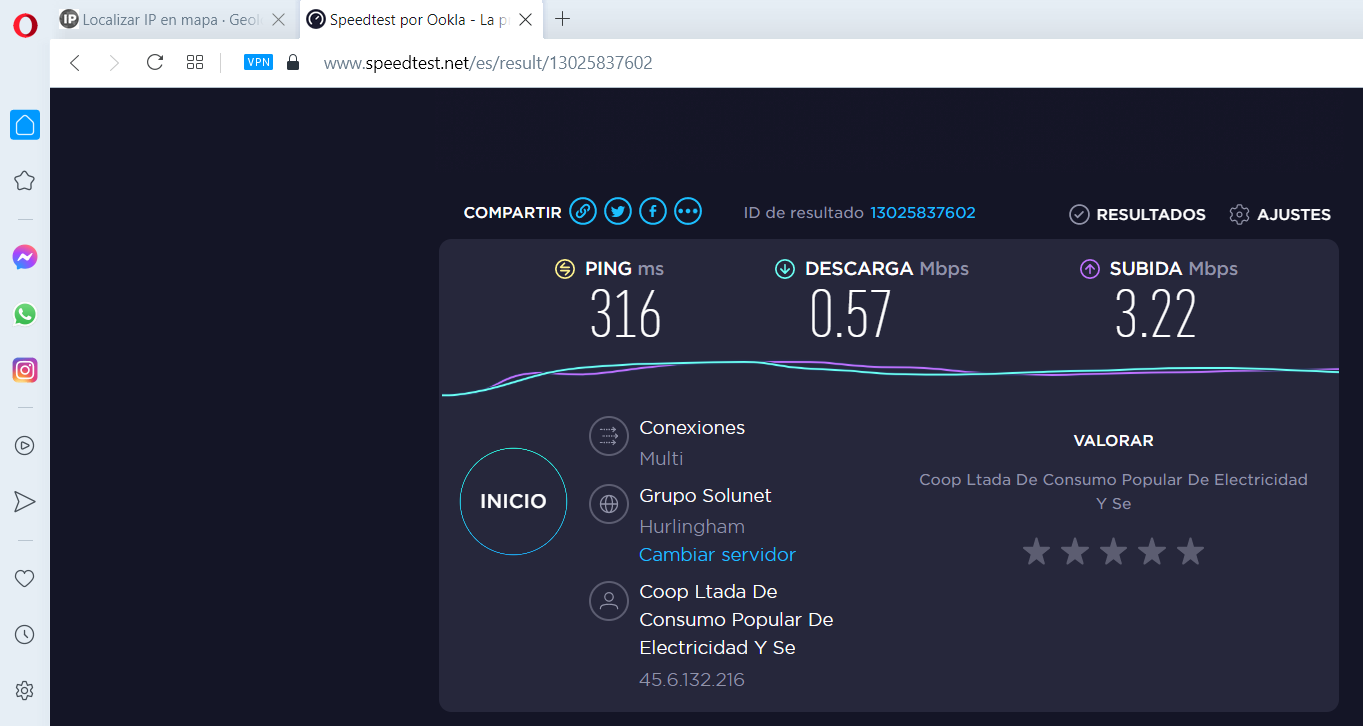 IP Localizar IP en mapa · Geol
Speedtest por Ookla - La p
VPN www.speedtest.net/es/result/13025837602
COMPARTIR ID de resultado 13025837602 RESULTADOS AJUSTES
PING ms DESCARGA Mbps SUBIDA Mbps
316 0.57 3.22
Conexiones
Multi
Grupo Solunet
Hurlingham
Cambiar servidor
INICIO
Coop Ltada De
Consumo Popular De
Electricidad Y Se
45.6.132.216
VALORAR
Coop Ltada De Consumo Popular De Electricidad
Y Se